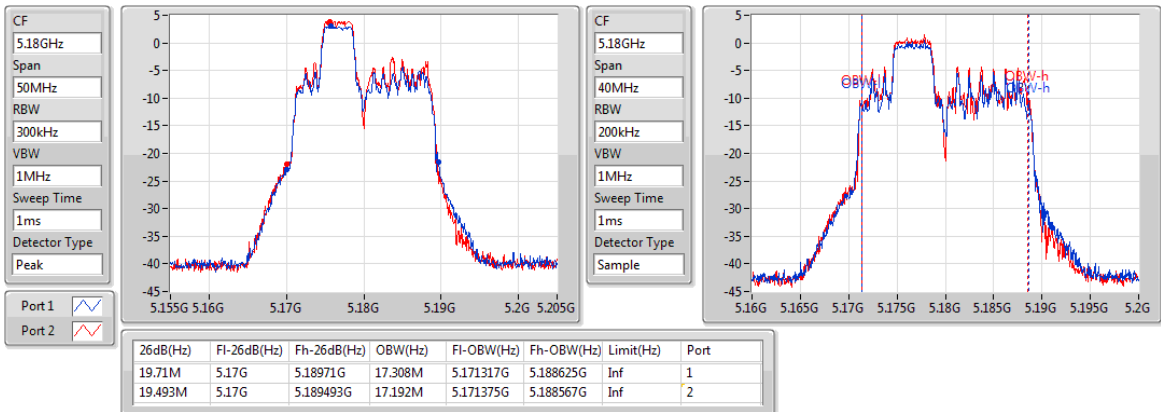 CF
5.18GHz
Span
50MHz
RBW
300kHz
VBW
1MHz
Sweep Time
1ms
Detector Type
Peak
Port 1
Port 2
5
0
-5
-10
-15
-20
-25
-30
-35
-40
-45
5.155G 5.16G 5.17G 5.18G 5.19G 5.2G 5.205G
CF
5.18GHz
Span
40MHz
RBW
200kHz
VBW
1MHz
Sweep Time
1ms
Detector Type
Sample
5
0
-5
-10
-15
-20
-25
-30
-35
-40
-45
OBW-h
OBW-h
5.16G 5.165G 5.17G 5.175G 5.18G 5.185G 5.19G 5.195G 5.2G
26dB(Hz) Fl-26dB(Hz) Fh-26dB(Hz) OBW(Hz) Fl-OBW(Hz) Fh-OBW(Hz) Limit(Hz) Port
19.71M 5.17G 5.18971G 17.308M 5.171317G 5.188625G Inf 1
19.493M 5.17G 5.189493G 17.192M 5.171375G 5.188567G Inf 2